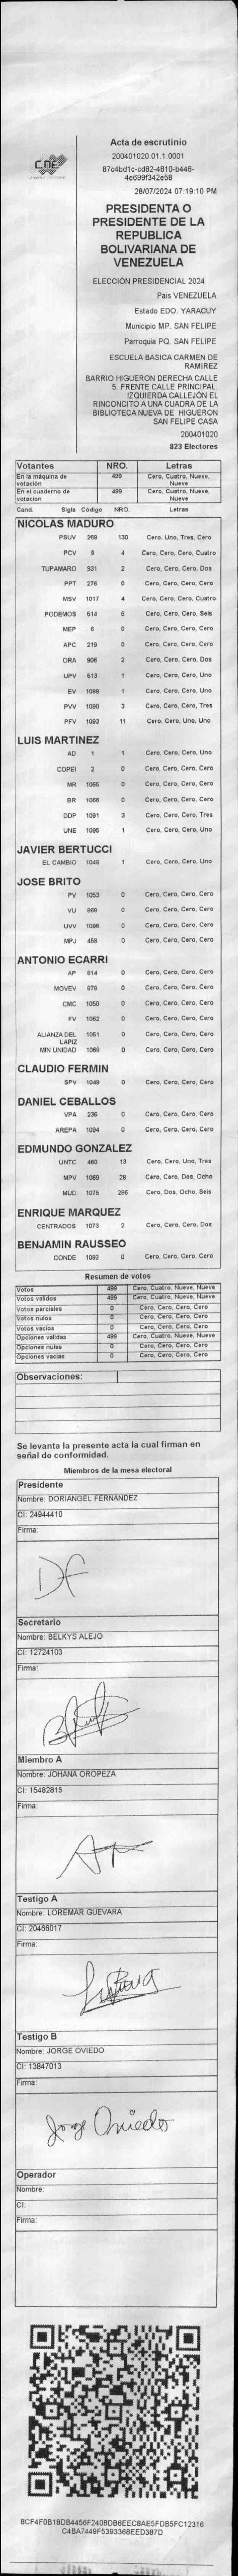 CNE
Acta de escrutinio
200401020.01.1.0001
87c4bd1c-cd82-4810-b446-
4e699f342e58
28/07/2024 07:19:10 PM
PRESIDENTA O
PRESIDENTE DE LA
REPUBLICA
BOLIVARIANA DE
VENEZUELA
ELECCIÓN PRESIDENCIAL 2024
Pais VENEZUELA
Estado EDO. YARACUY
Municipio MP. SAN FELIPE
Parroquia PQ. SAN FELIPE
ESCUELA BASICA CARMEN DE
RAMIREZ
BARRIO HIGUERON DERECHA CALLE
5. FRENTE CALLE PRINCIPAL.
IZQUIERDA CALLEJÓN EL
RINCONCITO A UNA CUADRA DE LA
BIBLIOTECA NUEVA DE HIGUERON
SAN FELIPE CASA
200401020
823 Electores
Votantes NRO. Letras
En la máquina de votación 499 Cero, Cuatro, Nueve, Nueve
En el cuaderno de votación 499 Cero, Cuatro, Nueve, Nueve
Cand. Sigla Código NRO. Letras
NICOLAS MADURO
PSUV 269 130 Cero, Uno, Tres, Cero
PCV 8 4 Cero, Cero, Cero, Cuatro
TUPAMARO 931 2 Cero, Cero, Cero, Dos
PPT 276 0 Cero, Cero, Cero, Cero
MSV 1017 4 Cero, Cero, Cero, Cuatro
PODEMOS 514 6 Cero, Cero, Cero, Seis
MEP 6 0 Cero, Cero, Cero, Cero
APC 219 0 Cero, Cero, Cero, Cero
ORA 906 2 Cero, Cero, Cero, Dos
UPV 613 1 Cero, Cero, Cero, Uno
EV 1089 1 Cero, Cero, Cero, Uno
PVV 1090 3 Cero, Cero, Cero, Tres
PFV 1093 11 Cero, Cero, Uno, Uno
LUIS MARTINEZ
AD 1 1 Cero, Cero, Cero, Uno
COPEI 2 0 Cero, Cero, Cero, Cero
MR 1065 0 Cero, Cero, Cero, Cero
BR 1066 0 Cero, Cero, Cero, Cero
DDP 1091 3 Cero, Cero, Cero, Tres
UNE 1095 1 Cero, Cero, Cero, Uno
JAVIER BERTUCCI
EL CAMBIO 1048 1 Cero, Cero, Cero, Uno
JOSE BRITO
PV 1053 0 Cero, Cero, Cero, Cero
VU 869 0 Cero, Cero, Cero, Cero
UVV 1096 0 Cero, Cero, Cero, Cero
MPJ 458 0 Cero, Cero, Cero, Cero
ANTONIO ECARRI
AP 814 0 Cero, Cero, Cero, Cero
MOVEV 870 0 Cero, Cero, Cero, Cero
CMC 1050 0 Cero, Cero, Cero, Cero
FV 1062 0 Cero, Cero, Cero, Cero
ALIANZA DEL LAPIZ 1051 0 Cero, Cero, Cero, Cero
MIN UNIDAD 1068 0 Cero, Cero, Cero, Cero
CLAUDIO FERMIN
SPV 1049 0 Cero, Cero, Cero, Cero
DANIEL CEBALLOS
VPA 236 0 Cero, Cero, Cero, Cero
AREPA 1094 0 Cero, Cero, Cero, Cero
EDMUNDO GONZALEZ
UNTC 460 13 Cero, Cero, Uno, Tres
MPV 1069 28 Cero, Cero, Dos, Ocho
MUD 1075 286 Cero, Dos, Ocho, Seis
ENRIQUE MARQUEZ
CENTRADOS 1073 2 Cero, Cero, Cero, Dos
BENJAMIN RAUSSEO
CONDE 1092 0 Cero, Cero, Cero, Cero
Resumen de votos
Votos 499 Cero, Cuatro, Nueve, Nueve
Votos validos 499 Cero, Cuatro, Nueve, Nueve
Votos parciales 0 Cero, Cero, Cero, Cero
Votos nulos 0 Cero, Cero, Cero, Cero
Votos vacios 0 Cero, Cero, Cero, Cero
Opciones validas 499 Cero, Cuatro, Nueve, Nueve
Opciones nulas 0 Cero, Cero, Cero, Cero
Opciones vacias 0 Cero, Cero, Cero, Cero
Observaciones:
Se levanta la presente acta la cual firman en
señal de conformidad.
Miembros de la mesa electoral
Presidente
Nombre: DORIANGEL FERNANDEZ
CI: 24944410
Firma:
DF
Secretario
Nombre: BELKYS ALEJO
CI: 12724103
Firma:
Miembro A
Nombre: JOHANA OROPEZA
CI: 15482815
Firma:
Testigo A
Nombre: LOREMAR GUEVARA
CI: 20466017
Firma:
Testigo B
Nombre: JORGE OVIEDO
CI: 13847013
Firma:
Jorge Oviedo
Operador
Nombre:
CI:
Firma:
BCF4F0B18DB4456F2408DB6EEC8AE5FDB5FC12316
C4BA7449F5393368EED387D